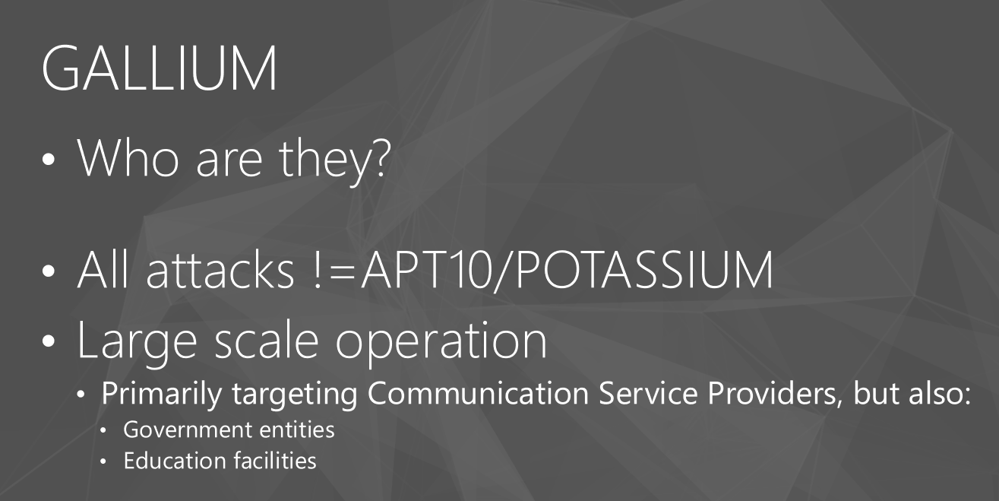 GALLIUM
• Who are they?
• All attacks !=APT10/POTASSIUM
• Large scale operation
• Primarily targeting Communication Service Providers, but also:
• Government entities
• Education facilities